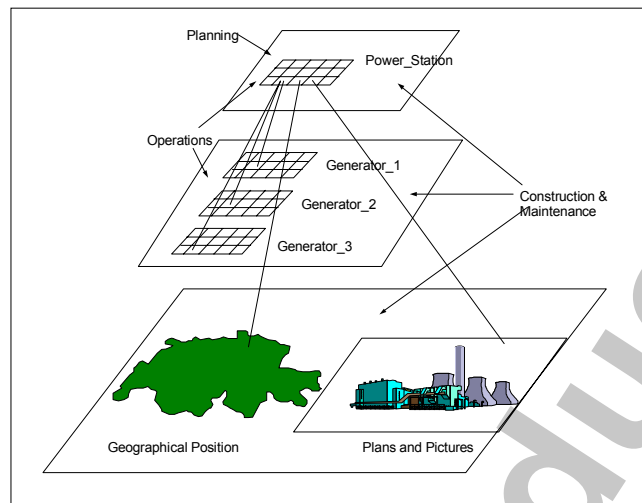 Planning
Power_Station
Operations
Generator_1
Generator_2
Generator_3
Construction &
Maintenance
Geographical Position
Plans and Pictures